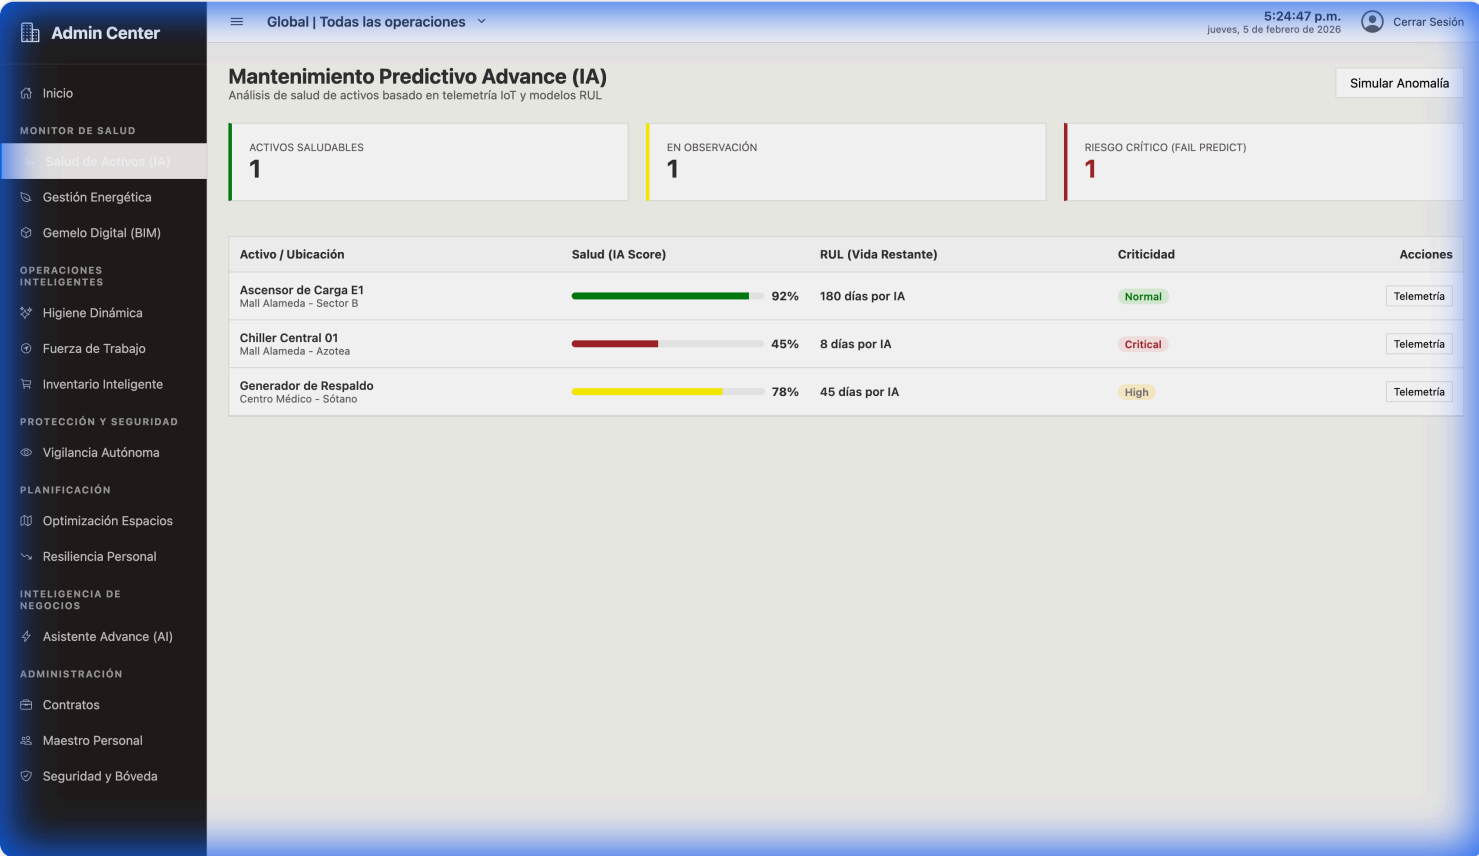 Admin Center
Global | Todas las operaciones
5:24:47 p.m.
jueves, 5 de febrero de 2026
Cerrar Sesión
Inicio
MONITOR DE SALUD
Salud de Activos (IA)
Gestión Energética
Gemelo Digital (BIM)
OPERACIONES
INTELIGENTES
Higiene Dinámica
Fuerza de Trabajo
Inventario Inteligente
PROTECCIÓN Y SEGURIDAD
Vigilancia Autónoma
PLANIFICACIÓN
Optimización Espacios
Resiliencia Personal
INTELIGENCIA DE
NEGOCIOS
Asistente Advance (AI)
ADMINISTRACIÓN
Contratos
Maestro Personal
Seguridad y Bóveda
Mantenimiento Predictivo Advance (IA)
Análisis de salud de activos basado en telemetría IoT y modelos RUL
Simular Anomalía
ACTIVOS SALUDABLES
1
EN OBSERVACIÓN
1
RIESGO CRÍTICO (FAIL PREDICT)
1
Activo / Ubicación Salud (IA Score) RUL (Vida Restante) Criticidad Acciones
Ascensor de Carga E1
Mall Alameda - Sector B
92% 180 días por IA Normal Telemetría
Chiller Central 01
Mall Alameda - Azotea
45% 8 días por IA Critical Telemetría
Generador de Respaldo
Centro Médico - Sótano
78% 45 días por IA High Telemetría